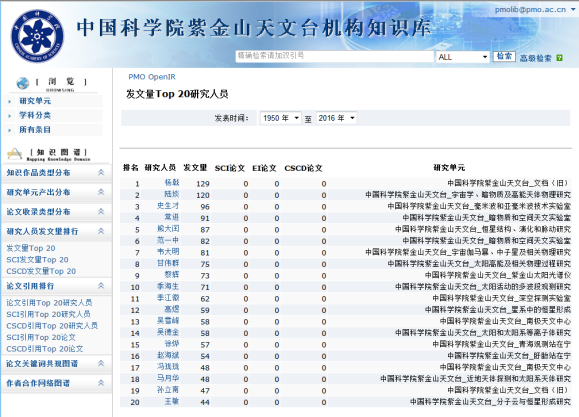 pmolib@pmo.ac.cn
中国科学院紫金山天文台机构知识库
精确检索请加双引号 ALL 检索 高级检索
[ 浏 览 ]
BROWSING
研究单元
学科分类
所有条目
[ 知 识 图 谱 ]
Mapping Knowledge Domain
知识作品类型分布
研究单元产出分布
论文收录类型分布
研究人员发文量排行
发文量Top 20
SCI发文量Top 20
CSCD发文量Top 20
论文引用排行
论文引用Top 20研究人员
SCI引用Top 20研究人员
CSCD引用Top 20研究人员
SCI引用Top 20论文
CSCD引用Top 20论文
论文关键词共现图谱
作者合作网络图谱
PMO OpenIR
发文量Top 20研究人员
发表时间: 1950 年 至 2016 年
排名 研究人员 发文量 SCI论文 EI论文 CSCD论文 研究单元
1 杨戟 129 0 0 0 中国科学院紫金山天文台_文档（旧）
2 陆埮 120 0 0 0 中国科学院紫金山天文台_宇宙学、暗物质及高能天体物理研究
3 史生才 96 0 0 0 中国科学院紫金山天文台_毫米波和亚毫米波技术实验室
4 常进 91 0 0 0 中国科学院紫金山天文台_暗物质和空间天文实验室
5 熊大闰 87 0 0 0 中国科学院紫金山天文台_恒星结构、演化和脉动研究
6 范一中 82 0 0 0 中国科学院紫金山天文台_暗物质和空间天文实验室
7 韦大明 81 0 0 0 中国科学院紫金山天文台_宇宙伽马暴、中子星及相关物理研究
8 甘为群 75 0 0 0 中国科学院紫金山天文台_太阳高能及相关物理过程研究
9 黎辉 73 0 0 0 中国科学院紫金山天文台_紫金山太阳光谱仪
10 季海生 71 0 0 0 中国科学院紫金山天文台_太阳活动的多波段观测研究
11 季江徽 62 0 0 0 中国科学院紫金山天文台_深空探测实验室
12 高煜 59 0 0 0 中国科学院紫金山天文台_星系中的恒星形成
13 吴雪峰 58 0 0 0 中国科学院紫金山天文台_南极天文中心
14 吴德金 58 0 0 0 中国科学院紫金山天文台_太阳和太阳系等离子体研究
15 徐烨 57 0 0 0 中国科学院紫金山天文台_青海观测站在宁
16 赵海斌 54 0 0 0 中国科学院紫金山天文台_盱眙站在宁
17 冯珑珑 48 0 0 0 中国科学院紫金山天文台_南极天文中心
18 马月华 48 0 0 0 中国科学院紫金山天文台_近地天体探测和太阳系天体研究
19 孙立南 47 0 0 0 中国科学院紫金山天文台_文档（旧）
20 王敏 44 0 0 0 中国科学院紫金山天文台_分子云与恒星形成研究